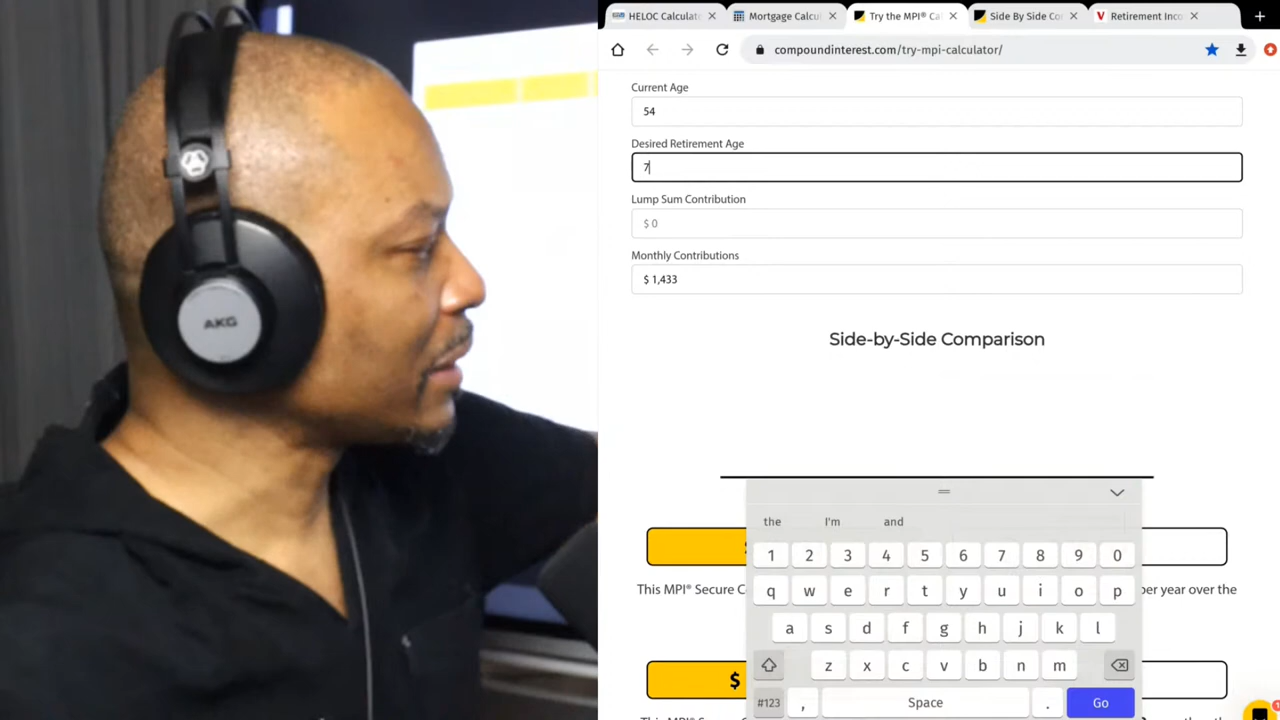 HELOC Calculat
Mortgage Calcu
Try the MPI® Ca
Side By Side Co
Retirement Inc
compoundinterest.com/try-mpi-calculator/
Current Age
54
Desired Retirement Age
7
Lump Sum Contribution
$ 0
Monthly Contributions
$ 1,433
Side-by-Side Comparison
the I'm and
1 2 3 4 5 6 7 8 9 0
This MPI® Secure C
per year over the
q w e r t y u i o p
a s d f g h j k l
z x c v b n m
$
#123 , Space . Go
AKG